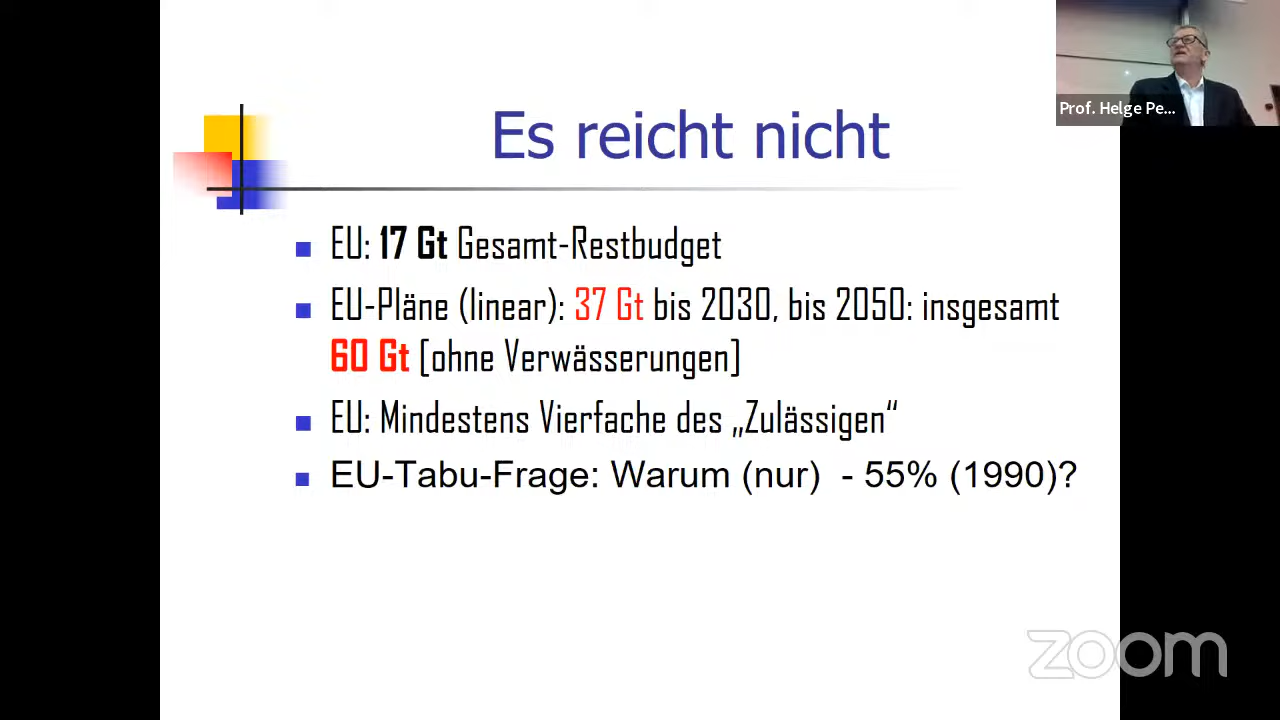 Prof. Helge Pe...
Es reicht nicht
EU: 17 Gt Gesamt-Restbudget
EU-Pläne (linear): 37 Gt bis 2030, bis 2050: insgesamt
60 Gt [ohne Verwässerungen]
EU: Mindestens Vierfache des „Zulässigen“
EU-Tabu-Frage: Warum (nur) - 55% (1990)?
zoom